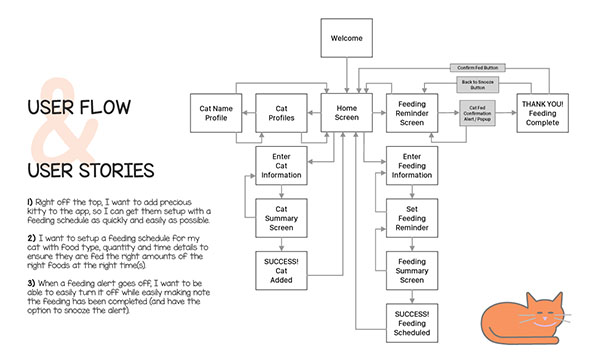 Welcome
Confirm Fed Button
Back to Snooze
Button
USER FLOW
&
USER STORIES
Cat Name
Profile
Cat
Profiles
Home
Screen
Feeding
Reminder
Screen
Cat Fed
Confirmation
Alert / Popup
THANK YOU!
Feeding
Complete
Enter
Cat
Information
Enter
Feeding
Information
Cat
Summary
Screen
Set
Feeding
Reminder
SUCCESS!
Cat
Added
Feeding
Summary
Screen
SUCCESS!
Feeding
Scheduled
1) Right off the top, I want to add precious
kitty to the app, so I can get them setup with a
feeding schedule as quickly and easily as possible.
2) I want to setup a feeding schedule for my
cat with food type, quantity and time details to
ensure they are fed the right amounts of the
right foods at the right time(s).
3) When a feeding alert goes off, I want to be
able to easily turn it off while easily making note
the feeding has been completed (and have the
option to snooze the alert).